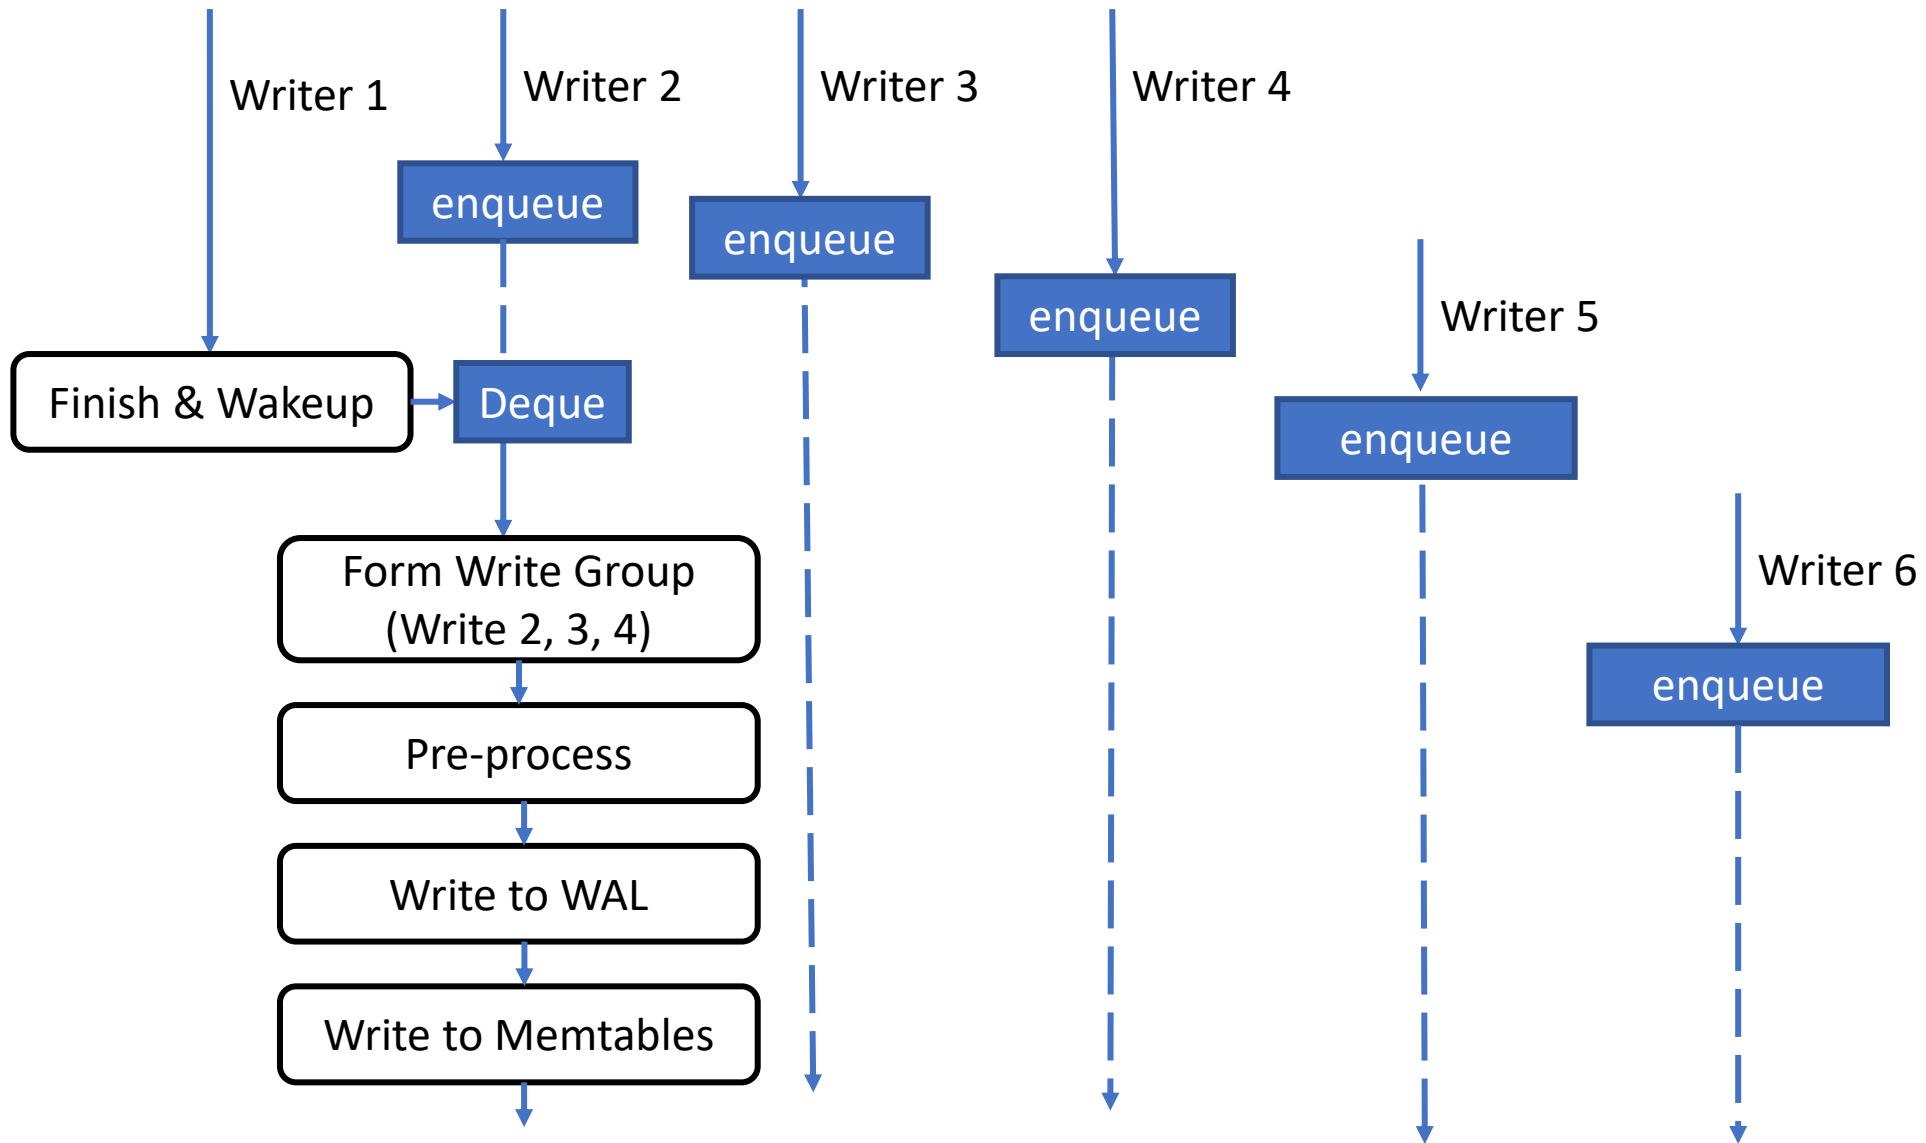 Writer 1
Writer 2
Writer 3
Writer 4
enqueue
enqueue
enqueue
Writer 5
Finish & Wakeup
Deque
enqueue
Form Write Group
(Write 2, 3, 4)
Writer 6
enqueue
Pre-process
Write to WAL
Write to Memtables